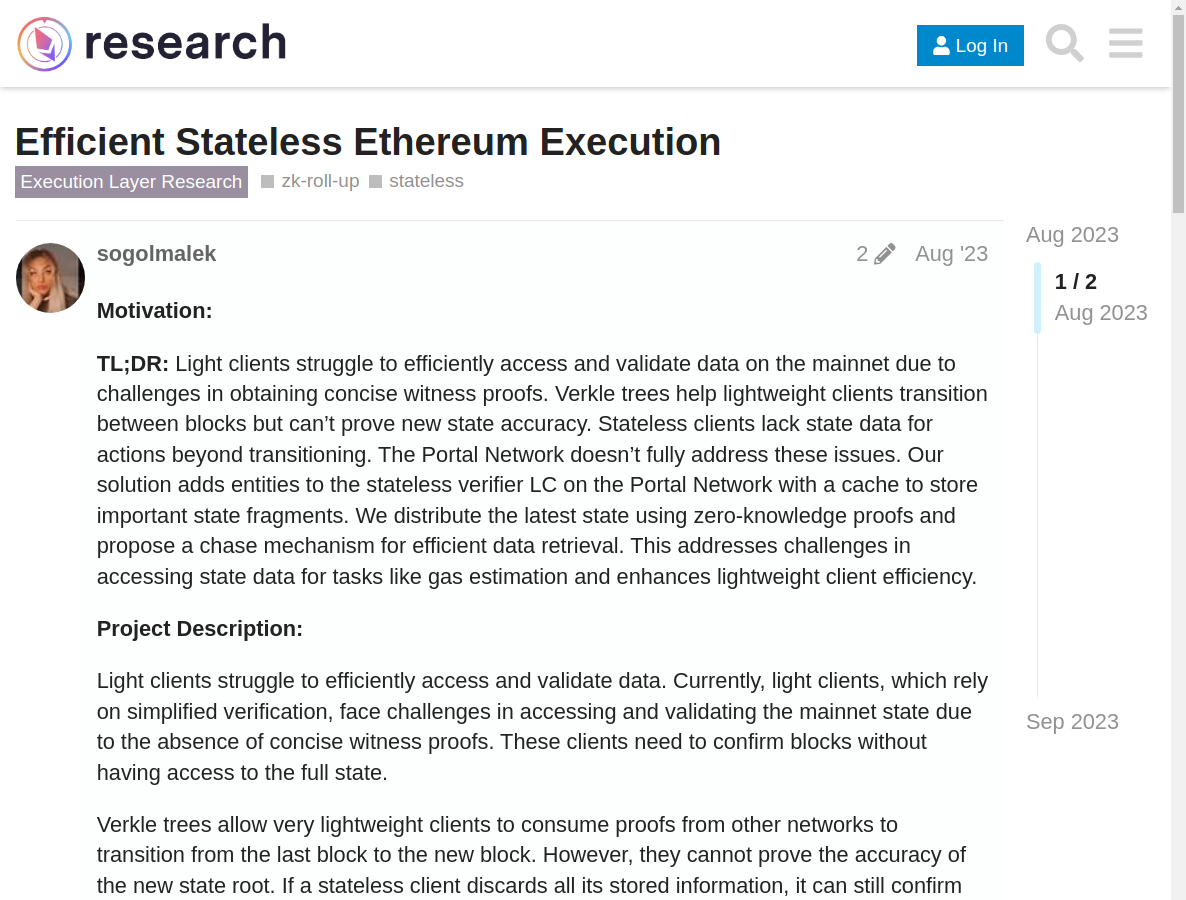 research
Log In
Efficient Stateless Ethereum Execution
Execution Layer Research zk-roll-up stateless
sogolmalek 2 Aug '23
Motivation:
TL;DR: Light clients struggle to efficiently access and validate data on the mainnet due to
challenges in obtaining concise witness proofs. Verkle trees help lightweight clients transition
between blocks but can’t prove new state accuracy. Stateless clients lack state data for
actions beyond transitioning. The Portal Network doesn’t fully address these issues. Our
solution adds entities to the stateless verifier LC on the Portal Network with a cache to store
important state fragments. We distribute the latest state using zero-knowledge proofs and
propose a chase mechanism for efficient data retrieval. This addresses challenges in
accessing state data for tasks like gas estimation and enhances lightweight client efficiency.
Project Description:
Light clients struggle to efficiently access and validate data. Currently, light clients, which rely
on simplified verification, face challenges in accessing and validating the mainnet state due
to the absence of concise witness proofs. These clients need to confirm blocks without
having access to the full state.
Verkle trees allow very lightweight clients to consume proofs from other networks to
transition from the last block to the new block. However, they cannot prove the accuracy of
the new state root. If a stateless client discards all its stored information, it can still confirm
Aug 2023
1 / 2
Aug 2023
Sep 2023